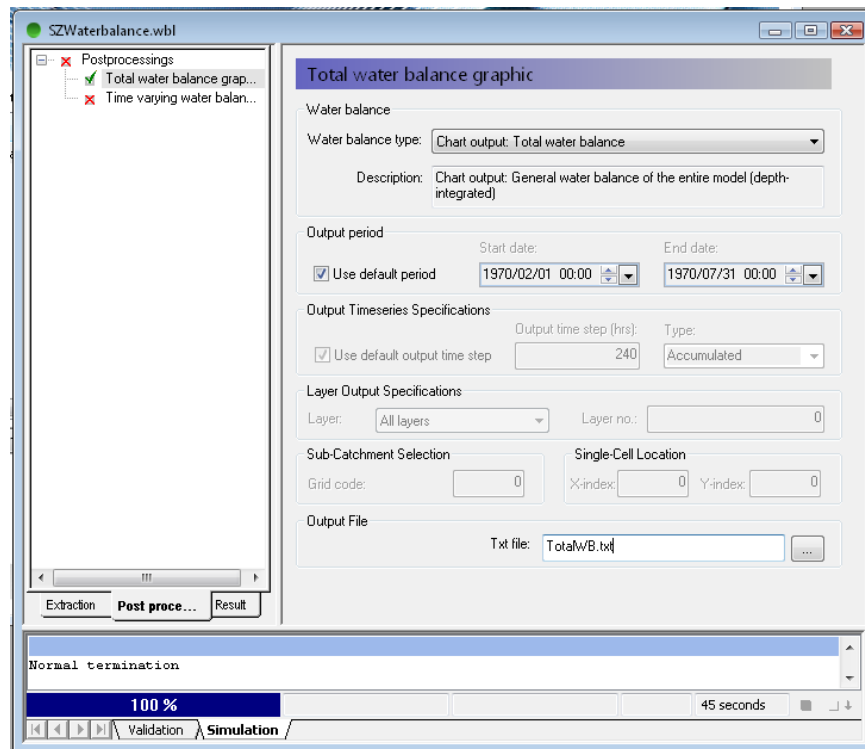 SZWaterbalance.wbl
Postprocessings
Total water balance grap...
Time varying water balan...
Extraction
Post proce...
Result
Total water balance graphic
Water balance
Water balance type:
Chart output: Total water balance
Description:
Chart output: General water balance of the entire model (depth-
integrated)
Output period
Start date:
End date:
Use default period
1970/02/01 00:00
1970/07/31 00:00
Output Timeseries Specifications
Output time step (hrs):
Type:
Use default output time step
240
Accumulated
Layer Output Specifications
Layer:
All layers
Layer no.:
0
Sub-Catchment Selection
Single-Cell Location
Grid code:
0
X-index:
0
Y-index:
0
Output File
Txt file:
TotalWB.txt
...
Normal termination
100 %
45 seconds
Validation
Simulation